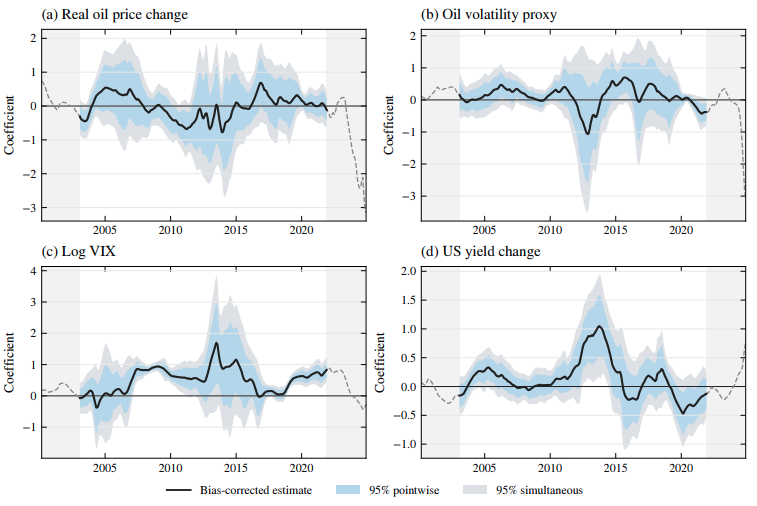 (a) Real oil price change
(b) Oil volatility proxy
Coefficient
2
1
0
−1
−2
−3
2005 2010 2015 2020
Coefficient
2
1
0
−1
−2
−3
2005 2010 2015 2020
(c) Log VIX
(d) US yield change
Coefficient
4
3
2
1
0
−1
2005 2010 2015 2020
Coefficient
2.0
1.5
1.0
0.5
0.0
−0.5
−1.0
2005 2010 2015 2020
Bias-corrected estimate 95% pointwise 95% simultaneous